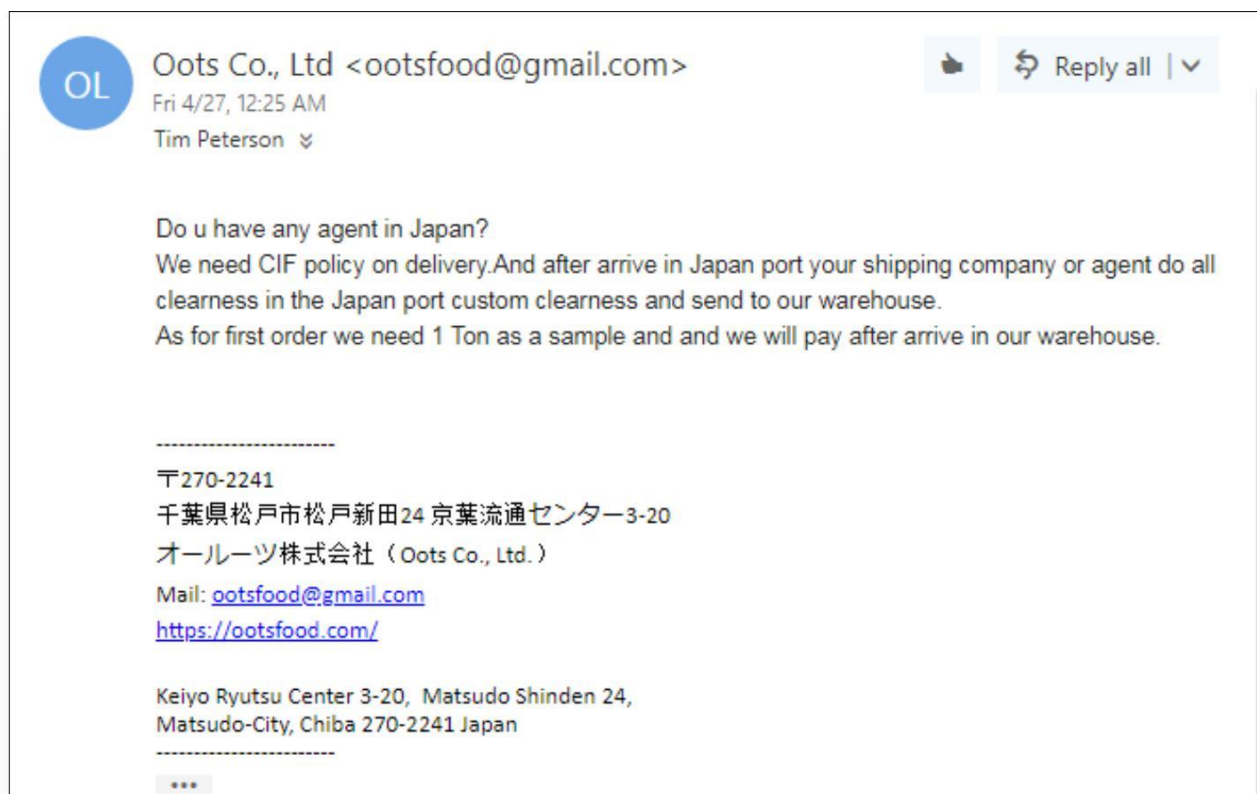 OL
Oots Co., Ltd <ootsfood@gmail.com>
Reply all
Fri 4/27, 12:25 AM
Tim Peterson
Do u have any agent in Japan?
We need CIF policy on delivery.And after arrive in Japan port your shipping company or agent do all
clearness in the Japan port custom clearness and send to our warehouse.
As for first order we need 1 Ton as a sample and and we will pay after arrive in our warehouse.
------------------------
〒270-2241
千葉県松戸市松戸新田24 京葉流通センター3-20
オールーツ株式会社（Oots Co., Ltd.）
Mail: ootsfood@gmail.com
https://ootsfood.com/
Keiyo Ryutsu Center 3-20, Matsudo Shinden 24,
Matsudo-City, Chiba 270-2241 Japan
------------------------
...